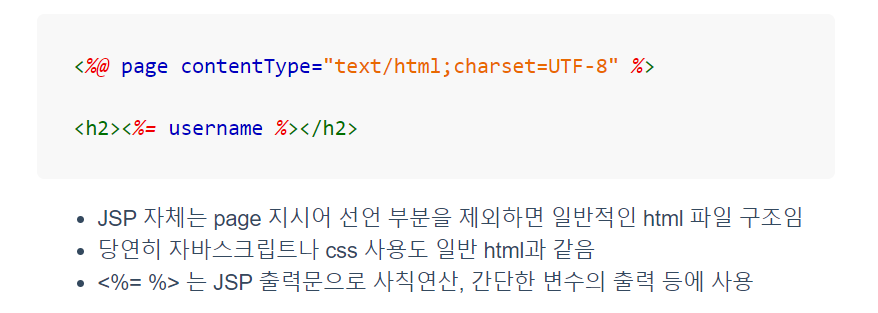 <%@ page contentType="text/html;charset=UTF-8" %>
<h2><%= username %></h2>
• JSP 자체는 page 지시어 선언 부분을 제외하면 일반적인 html 파일 구조임
• 당연히 자바스크립트나 css 사용도 일반 html과 같음
• <%= %> 는 JSP 출력문으로 사칙연산, 간단한 변수의 출력 등에 사용